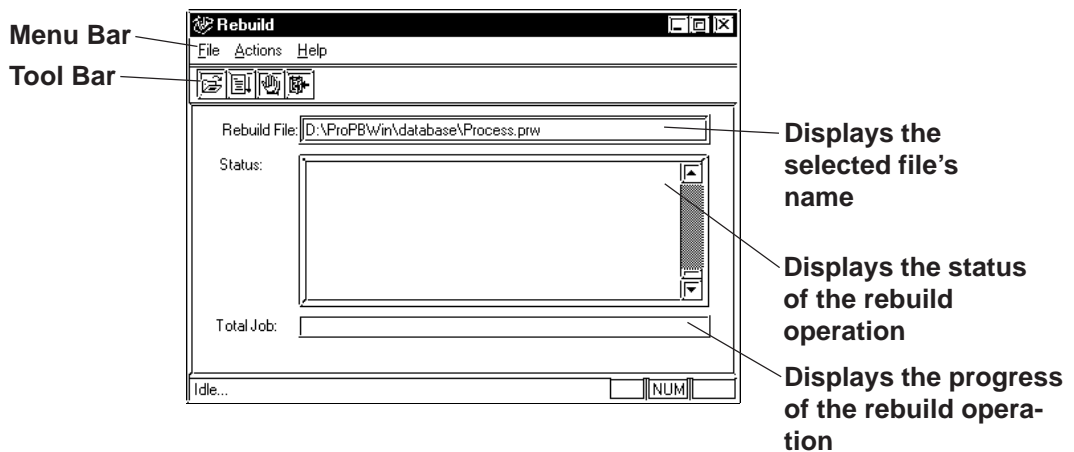 Rebuild
Menu Bar
File Actions Help
Tool Bar
Rebuild File: D:\ProPBWin\database\Process.prw
Displays the
selected file's
name
Status:
Displays the status
of the rebuild
operation
Total Job:
Displays the progress
of the rebuild opera-
tion
Idle...
NUM